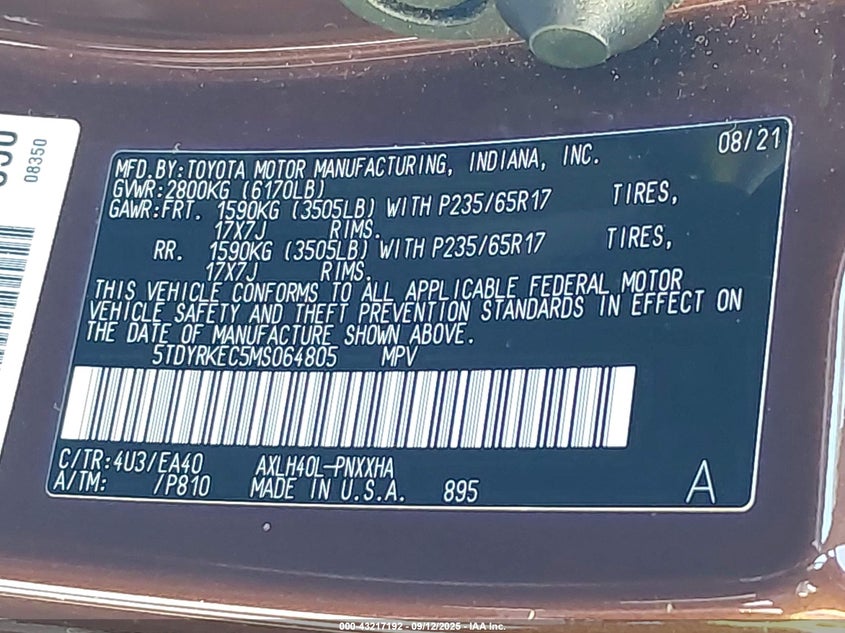 08350
08/21
MFD.BY:TOYOTA MOTOR MANUFACTURING, INDIANA, INC.
GVWR:2800KG (6170LB)
GAWR:FRT. 1590KG (3505LB) WITH P235/65R17 TIRES,
17X7J RIMS.
RR. 1590KG (3505LB) WITH P235/65R17 TIRES,
17X7J RIMS.
THIS VEHICLE CONFORMS TO ALL APPLICABLE FEDERAL MOTOR
VEHICLE SAFETY AND THEFT PREVENTION STANDARDS IN EFFECT ON
THE DATE OF MANUFACTURE SHOWN ABOVE.
5TDYRKEC5MS064805 MPV
C/TR:4U3/EA40 AXLH40L-PNXXHA
A/TM: /P810 MADE IN U.S.A. 895 A
000-43217192 - 09/12/2025 - IAA Inc.